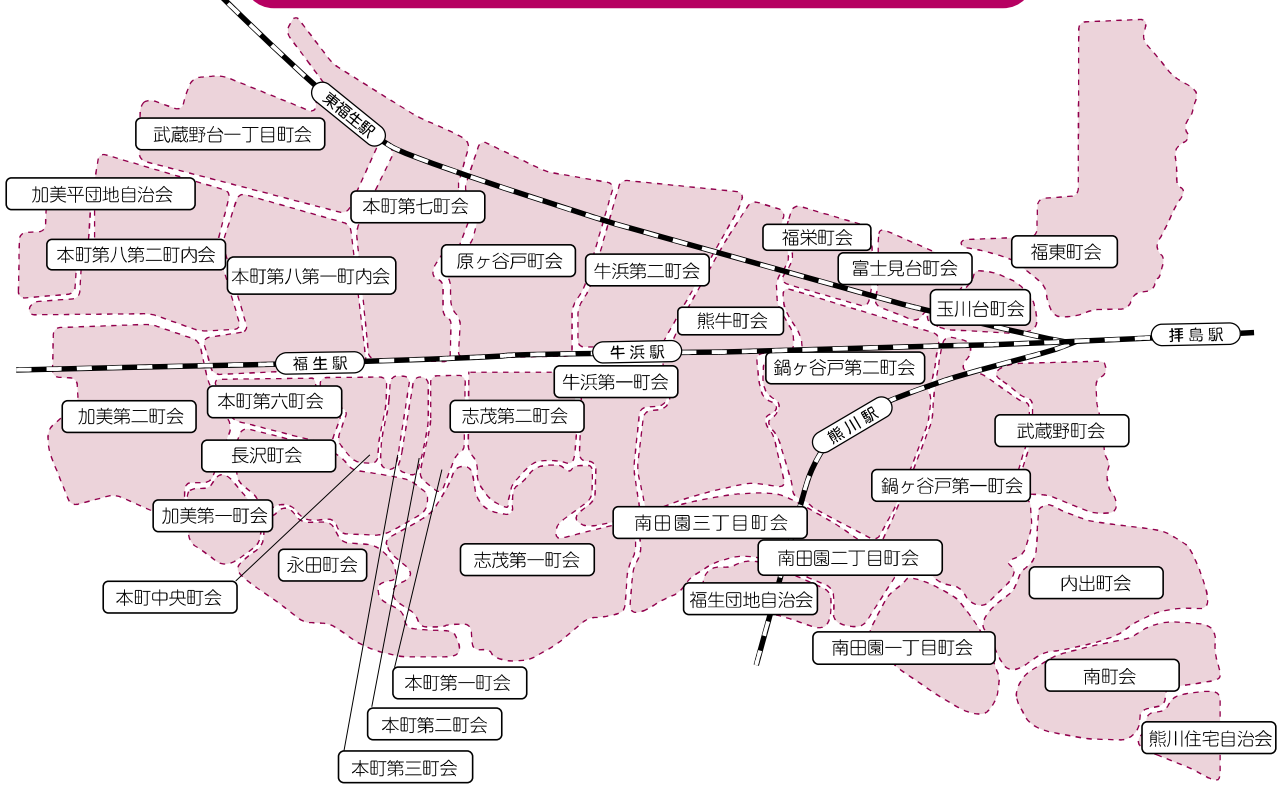 東福生駅
武蔵野台一丁目町会
加美平団地自治会
本町第七町会
福栄町会
本町第八第二町内会
本町第八第一町内会
原ヶ谷戸町会
牛浜第二町会
富士見台町会
福東町会
玉川台町会
熊牛町会
拝島駅
福生駅
牛浜駅
鍋ヶ谷戸第二町会
牛浜第一町会
加美第二町会
本町第六町会
志茂第二町会
熊川駅
武蔵野町会
長沢町会
鍋ヶ谷戸第一町会
加美第一町会
南田園三丁目町会
永田町会
志茂第一町会
南田園二丁目町会
内出町会
本町中央町会
福生団地自治会
南田園一丁目町会
南町会
本町第一町会
本町第二町会
熊川住宅自治会
本町第三町会